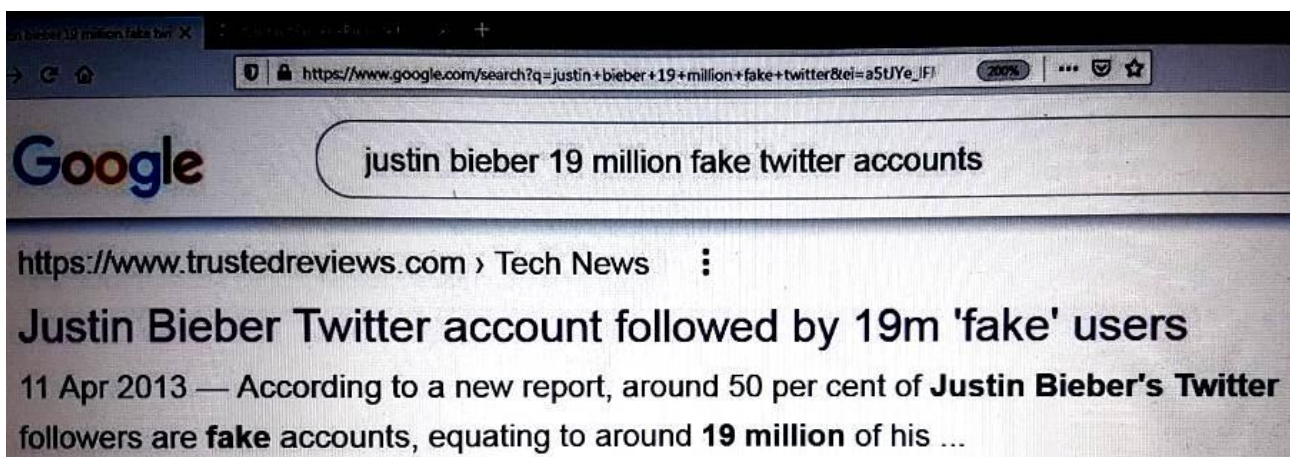 https://www.google.com/search?q=justin+bieber+19+million+fake+twitter&ei=a5tJYe_IFJ 200%
Google justin bieber 19 million fake twitter accounts
https://www.trustedreviews.com › Tech News
Justin Bieber Twitter account followed by 19m 'fake' users
11 Apr 2013 — According to a new report, around 50 per cent of Justin Bieber's Twitter
followers are fake accounts, equating to around 19 million of his ...